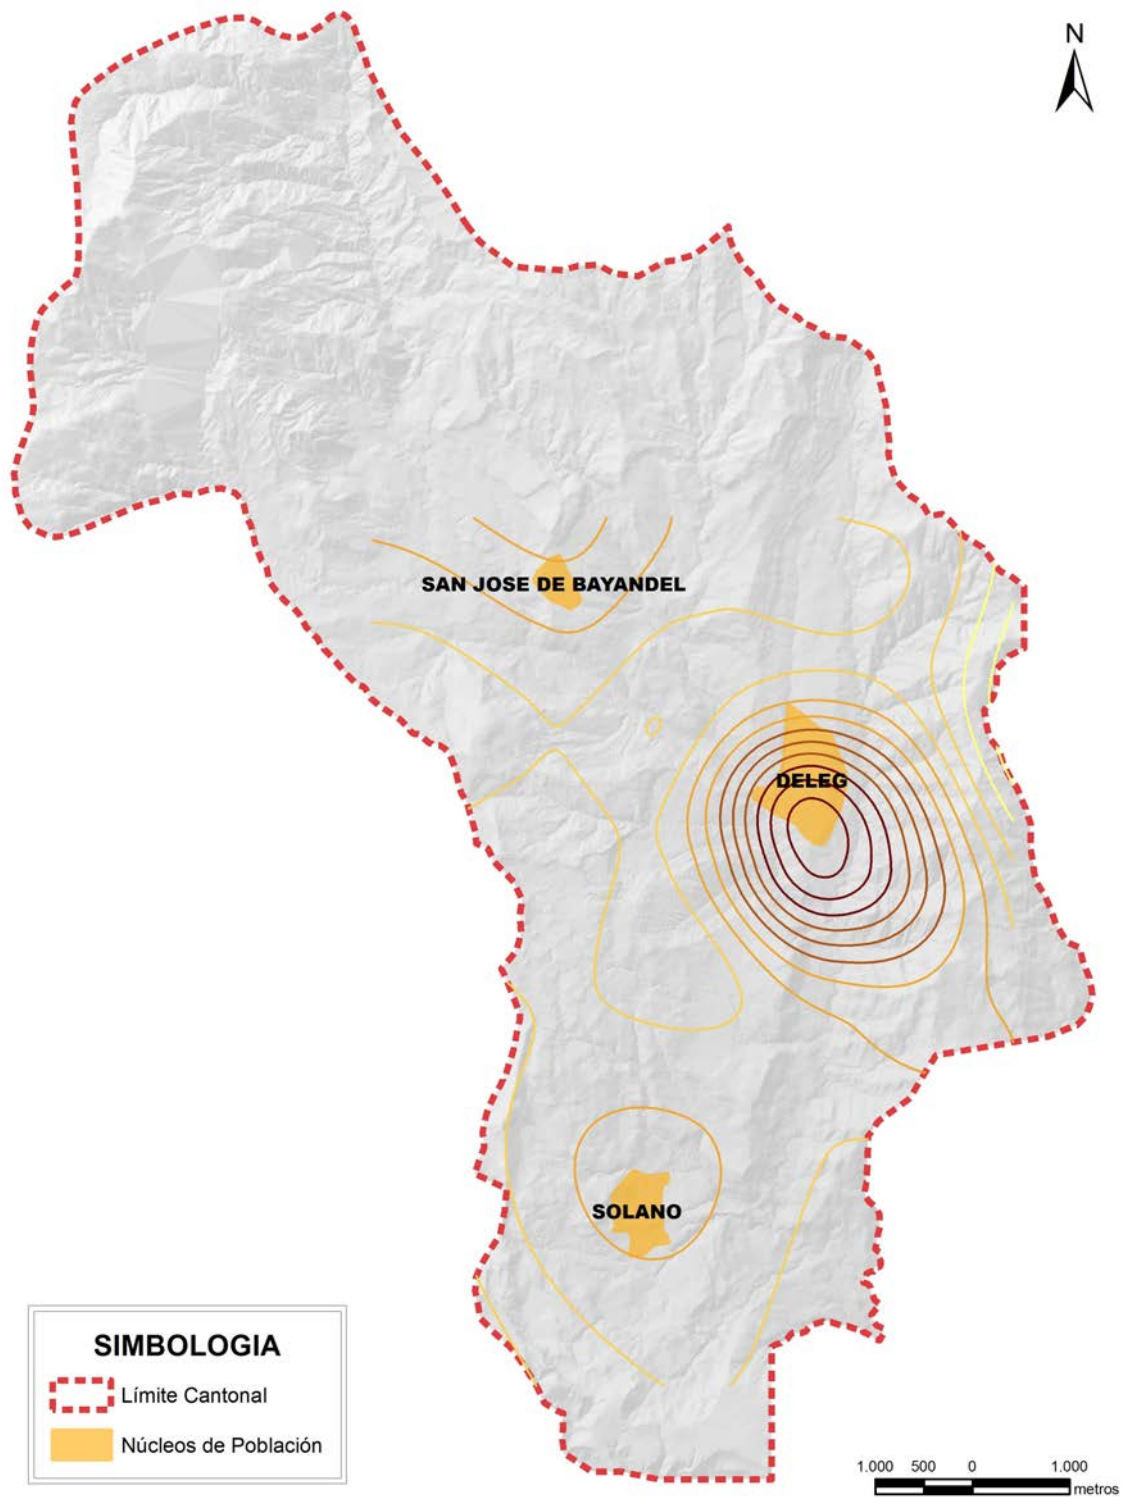 N
SAN JOSE DE BAYANDEL
DELEG
SOLANO
SIMBOLOGIA
Límite Cantonal
Núcleos de Población
1.000 500 0 1.000
metros